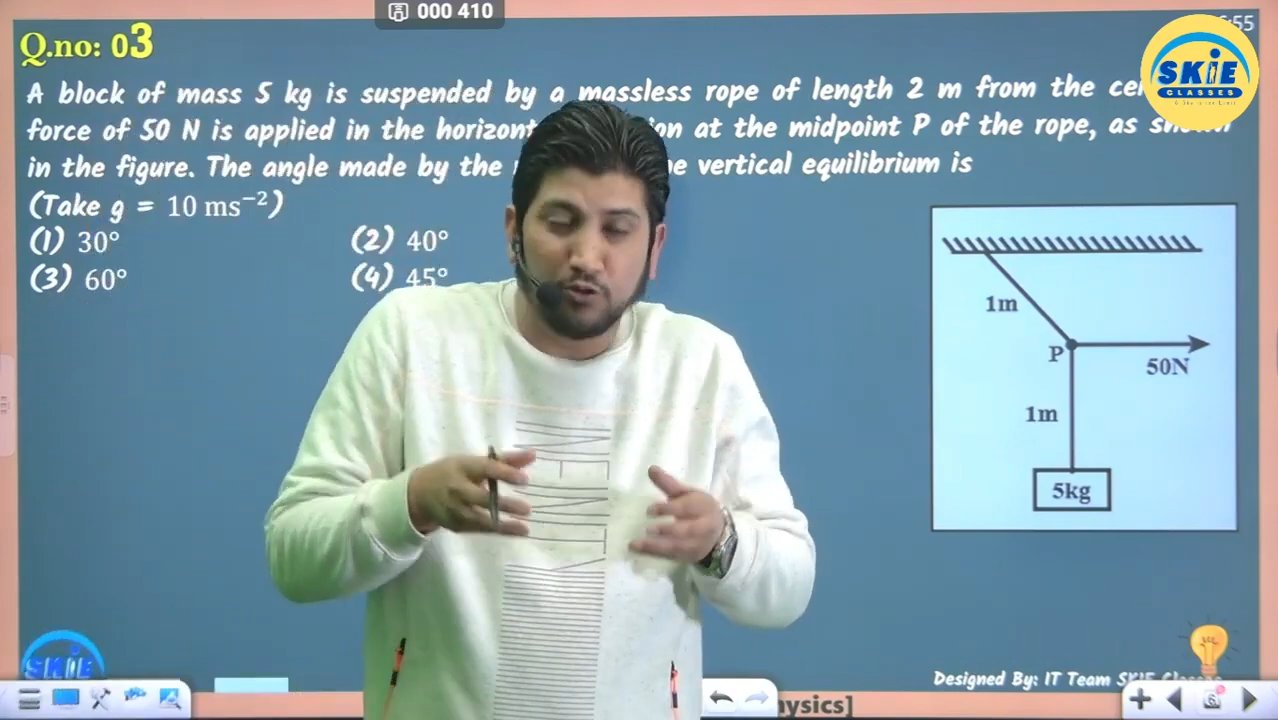 000 410
:55
Q.no: 03
SKIE
CLASSES
A block of mass 5 kg is suspended by a massless rope of length 2 m from the
force of 50 N is applied in the at the midpoint P of the rope, as
in the figure. The angle made by the vertical equilibrium is
(Take g = 10 ms⁻²)
(1) 30° (2) 40°
(3) 60° (4) 45°
1m
P
50N
1m
5kg
SKIE
Designed By: IT Team SKIE